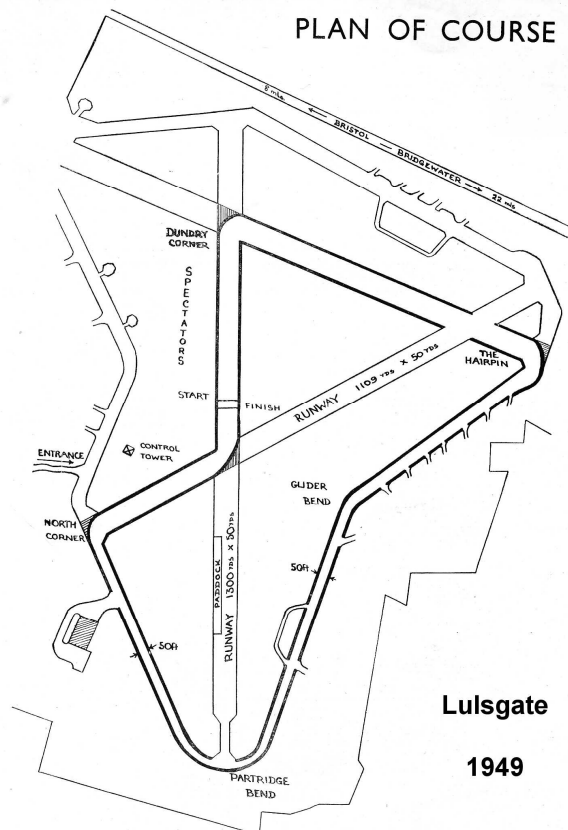 PLAN OF COURSE
8 mls.
BRISTOL
BRIDGEWATER
22 mls
DUNDRY
CORNER
SPECTATORS
THE
HAIRPIN
RUNWAY 1109 YDS × 50 YDS
START
FINISH
ENTRANCE
CONTROL
TOWER
GLIDER
BEND
NORTH
CORNER
PADDOCK
RUNWAY 1300 YDS × 50 YDS
50ft
50ft
PARTRIDGE
BEND
Lulsgate
1949